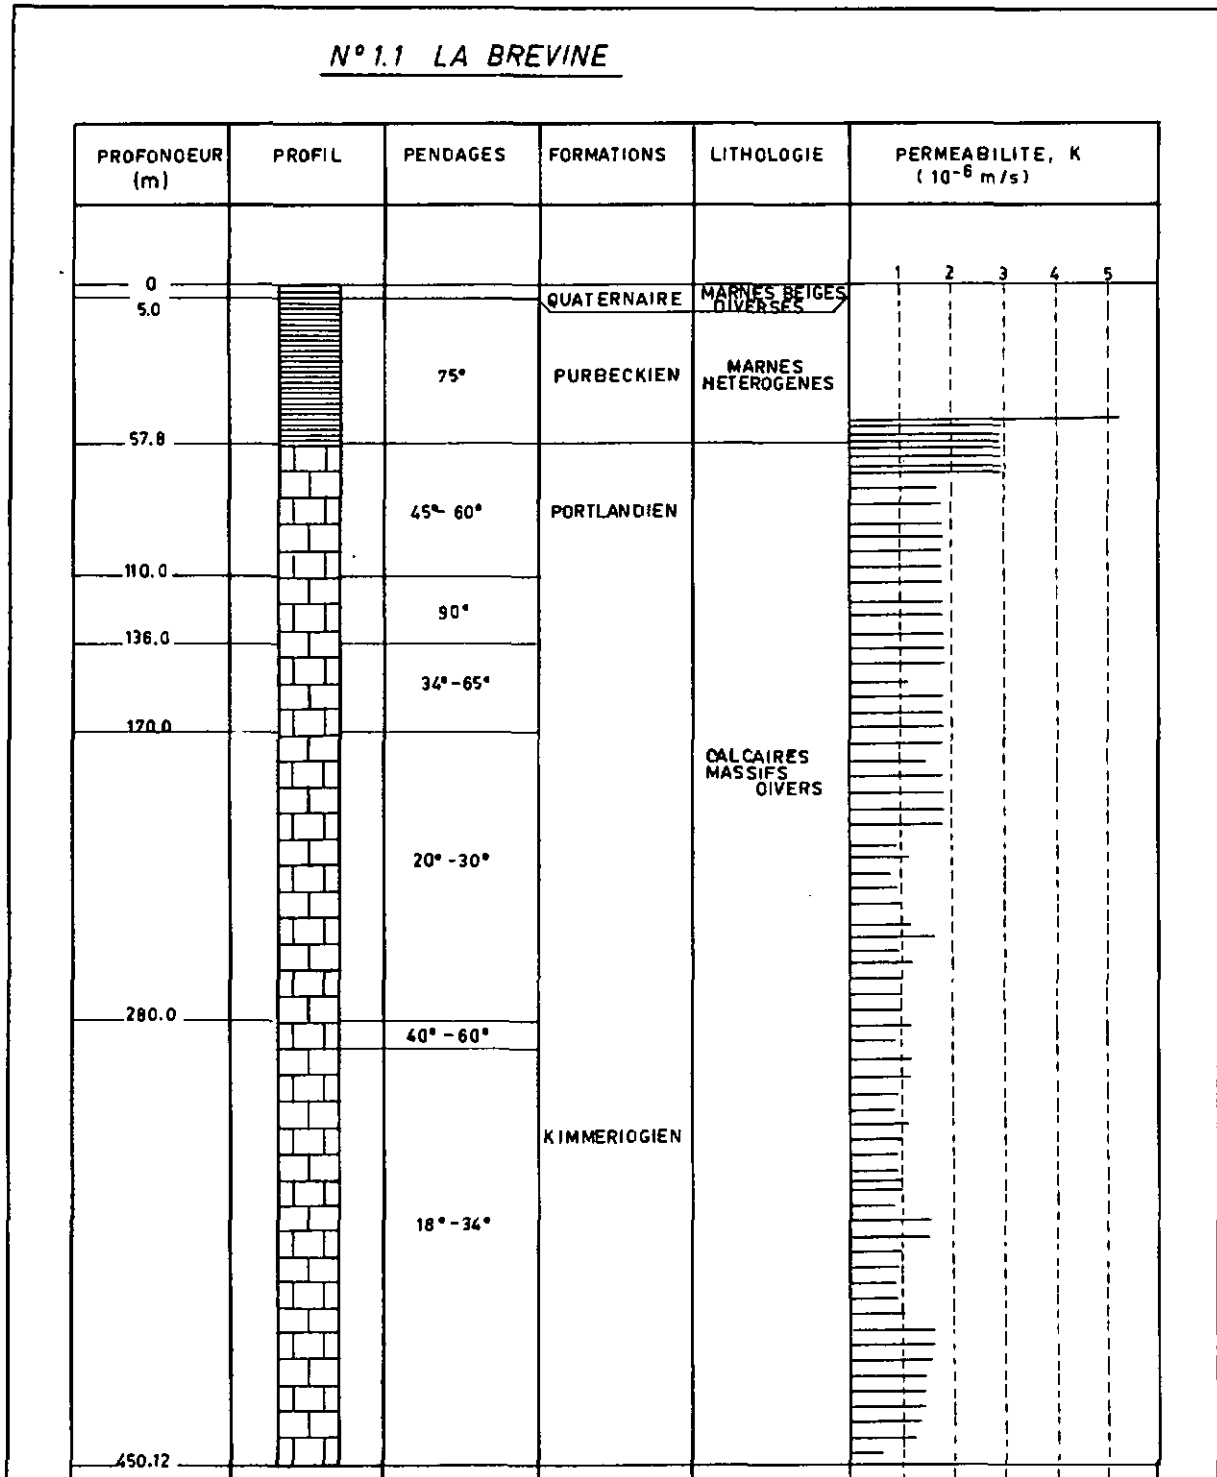 N° 1.1 LA BREVINE
PROFONDEUR (m) PROFIL PENDAGES FORMATIONS LITHOLOGIE PERMEABILITE, K (10⁻⁶ m/s)
1 2 3 4 5
0
QUATERNAIRE MARNES BEIGES DIVERSES
5.0
75° PURBECKIEN MARNES HETEROGENES
57.8
45°- 60° PORTLANDIEN
110.0
90°
136.0
34°-65°
170.0
CALCAIRES
MASSIFS
DIVERS
20°-30°
280.0
40°-60°
KIMMERIDGIEN
18°-34°
450.12